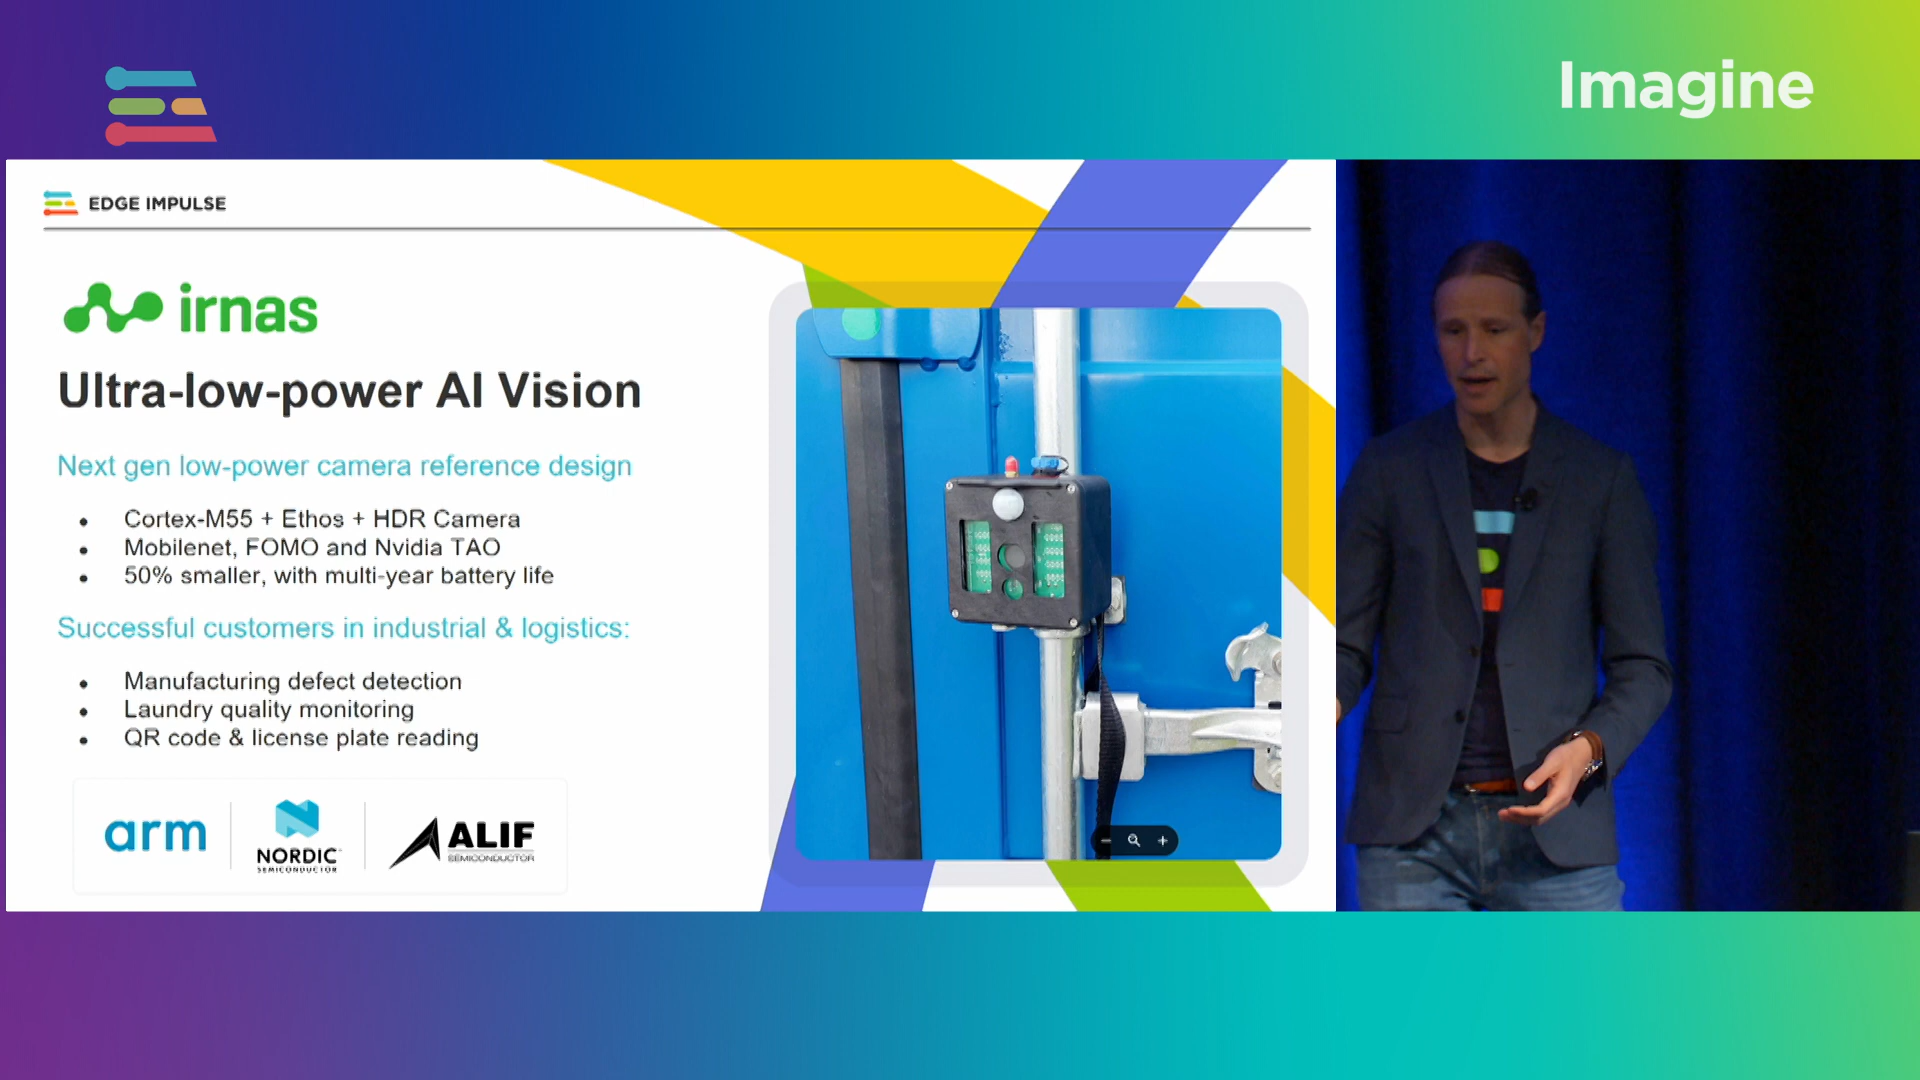 Imagine
EDGE IMPULSE
irnas
Ultra-low-power AI Vision
Next gen low-power camera reference design
• Cortex-M55 + Ethos + HDR Camera
• Mobilenet, FOMO and Nvidia TAO
• 50% smaller, with multi-year battery life
Successful customers in industrial & logistics:
• Manufacturing defect detection
• Laundry quality monitoring
• QR code & license plate reading
arm
NORDIC
SEMICONDUCTOR
ALIF
SEMICONDUCTOR